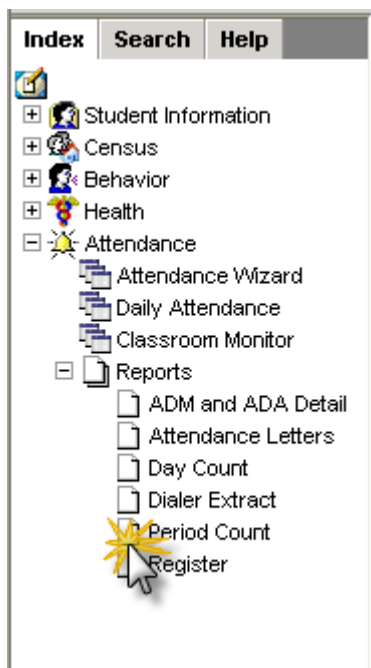 Index Search Help
Student Information
Census
Behavior
Health
Attendance
Attendance Wizard
Daily Attendance
Classroom Monitor
Reports
ADM and ADA Detail
Attendance Letters
Day Count
Dialer Extract
Period Count
Register